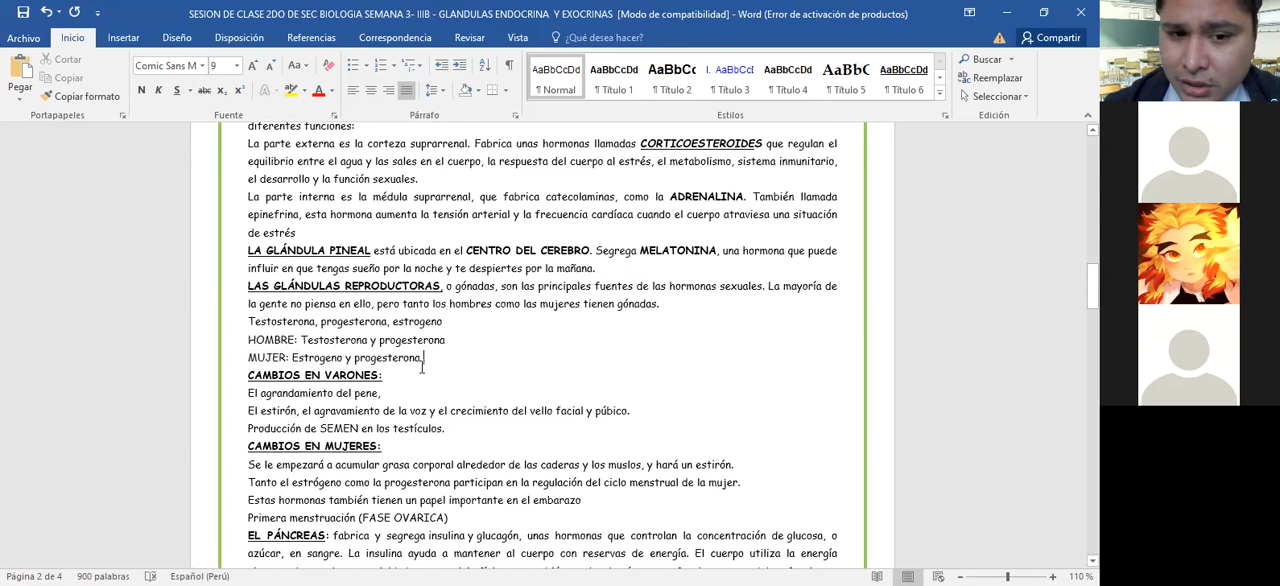 SESION DE CLASE 2DO DE SEC BIOLOGIA SEMANA 3- IIIB - GLANDULAS ENDOCRINA Y EXOCRINAS [Modo de compatibilidad] - Word (Error de activación de productos)
Archivo Inicio Insertar Diseño Disposición Referencias Correspondencia Revisar Vista ¿Qué desea hacer? Compartir
Pegar
Cortar
Copiar
Copiar formato
Portapapeles
Comic Sans M 9
N K S abc x₂ x²
Fuente
Párrafo
AaBbCcDd AaBbCcDd AaBbCc I. AaBbCcI AaBbCcDd AaBbC AaBbCcDd
¶ Normal ¶ Título 1 ¶ Título 2 ¶ Título 3 ¶ Título 4 ¶ Título 5 ¶ Título 6
Estilos
Buscar
Reemplazar
Seleccionar
Edición
diferentes funciones:
La parte externa es la corteza suprarrenal. Fabrica unas hormonas llamadas CORTICOESTEROIDES que regulan el
equilibrio entre el agua y las sales en el cuerpo, la respuesta del cuerpo al estrés, el metabolismo, sistema inmunitario,
el desarrollo y la función sexuales.
La parte interna es la médula suprarrenal, que fabrica catecolaminas, como la ADRENALINA. También llamada
epinefrina, esta hormona aumenta la tensión arterial y la frecuencia cardíaca cuando el cuerpo atraviesa una situación
de estrés
LA GLÁNDULA PINEAL está ubicada en el CENTRO DEL CEREBRO. Segrega MELATONINA, una hormona que puede
influir en que tengas sueño por la noche y te despiertes por la mañana.
LAS GLÁNDULAS REPRODUCTORAS, o gónadas, son las principales fuentes de las hormonas sexuales. La mayoría de
la gente no piensa en ello, pero tanto los hombres como las mujeres tienen gónadas.
Testosterona, progesterona, estrogeno
HOMBRE: Testosterona y progesterona
MUJER: Estrogeno y progesterona.
CAMBIOS EN VARONES:
El agrandamiento del pene,
El estirón, el agravamiento de la voz y el crecimiento del vello facial y púbico.
Producción de SEMEN en los testículos.
CAMBIOS EN MUJERES:
Se le empezará a acumular grasa corporal alrededor de las caderas y los muslos, y hará un estirón.
Tanto el estrógeno como la progesterona participan en la regulación del ciclo menstrual de la mujer.
Estas hormonas también tienen un papel importante en el embarazo
Primera menstruación (FASE OVARICA)
EL PÁNCREAS: fabrica y segrega insulina y glucagón, unas hormonas que controlan la concentración de glucosa, o
azúcar, en sangre. La insulina ayuda a mantener al cuerpo con reservas de energía. El cuerpo utiliza la energía
Página 2 de 4 900 palabras Español (Perú) 110 %